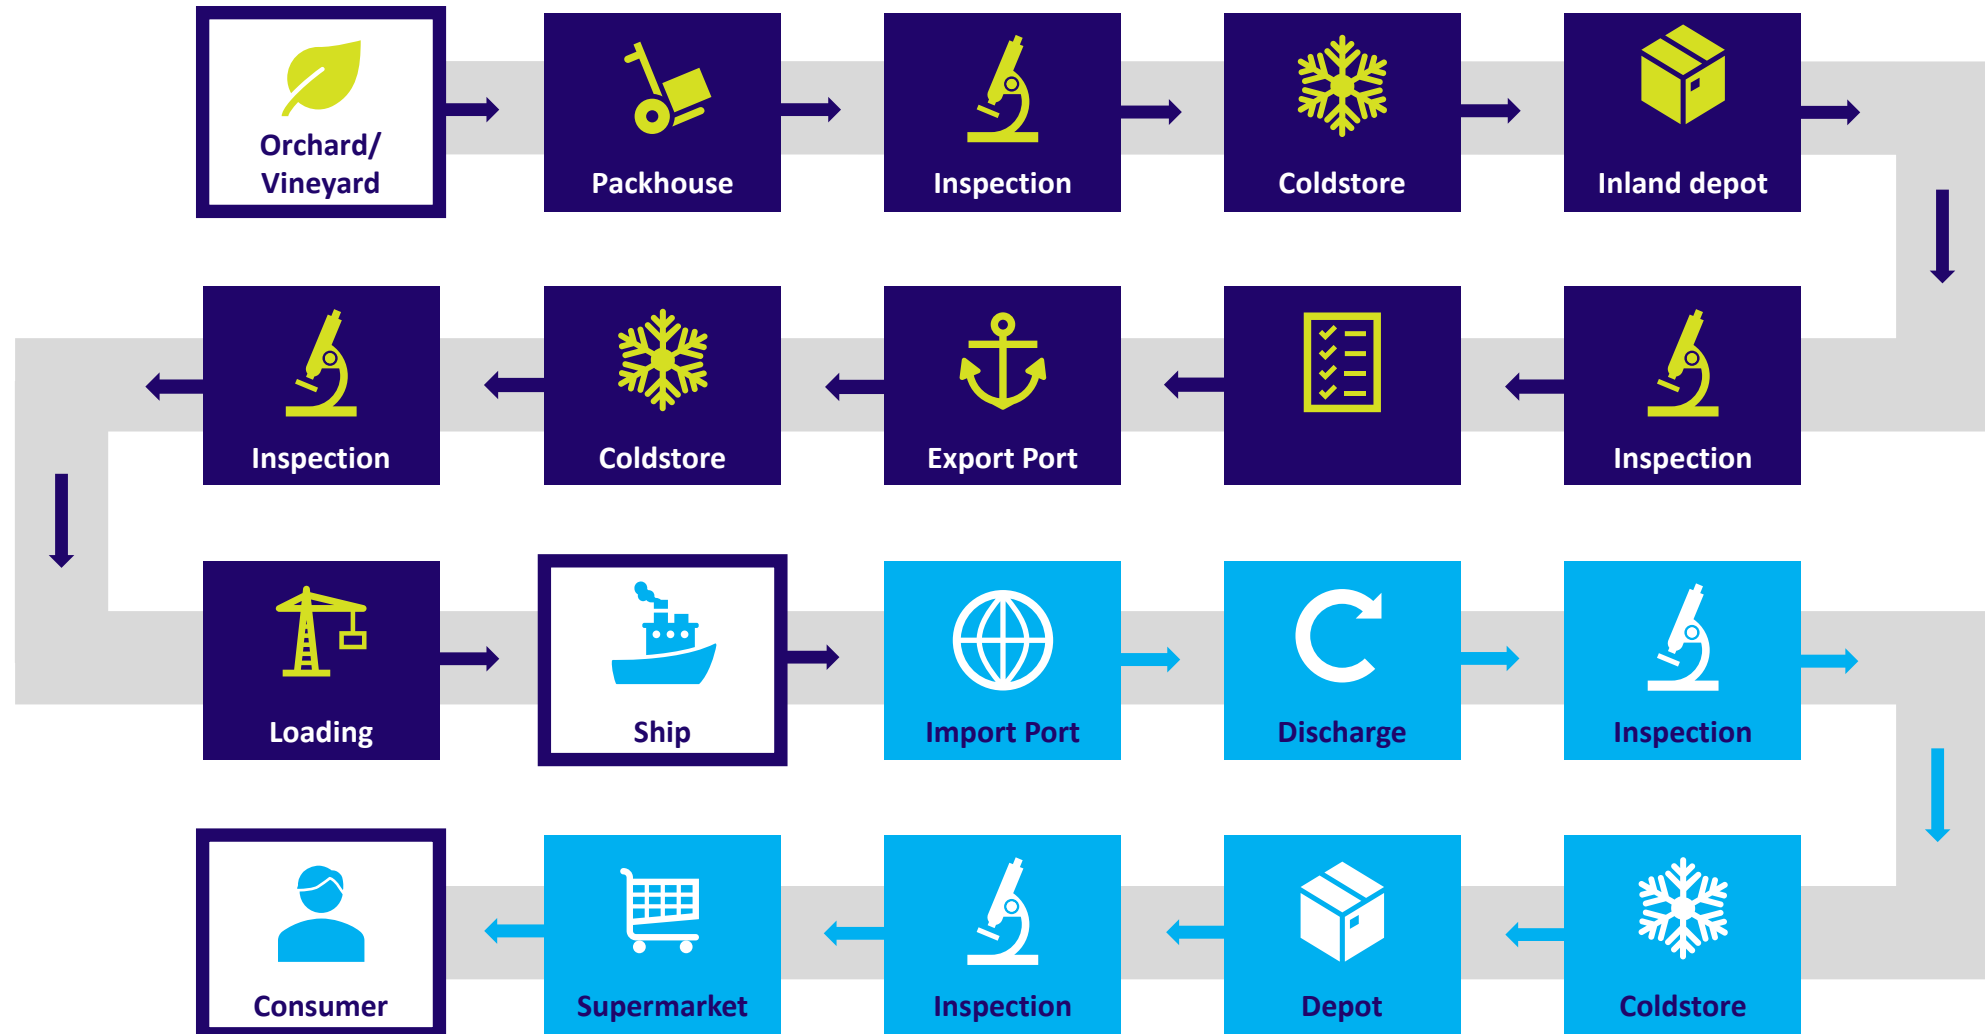 Orchard/
Vineyard
Packhouse
Inspection
Coldstore
Inland depot
Inspection
Export Port
Coldstore
Inspection
Loading
Ship
Import Port
Discharge
Inspection
Coldstore
Depot
Inspection
Supermarket
Consumer